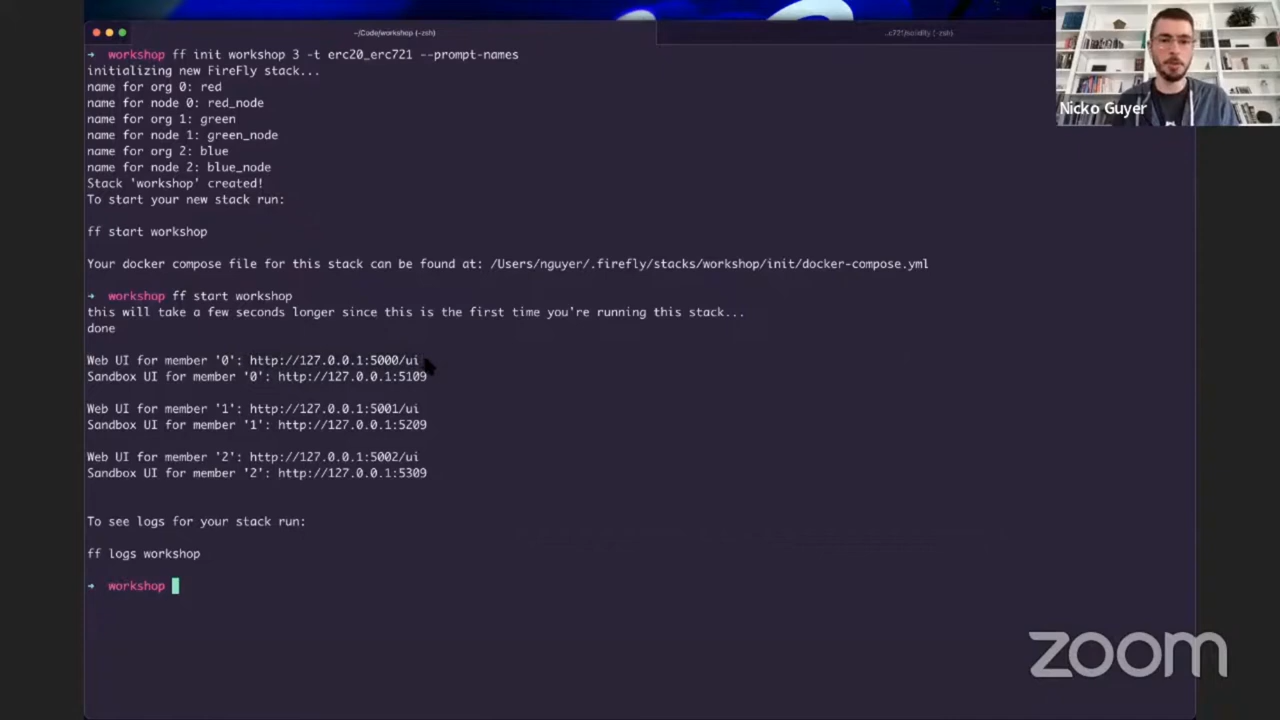 ~/Code/workshop (-zsh)
..c721/solidity (-zsh)
➜ workshop ff init workshop 3 -t erc20_erc721 --prompt-names
initializing new FireFly stack...
name for org 0: red
name for node 0: red_node
name for org 1: green
name for node 1: green_node
name for org 2: blue
name for node 2: blue_node
Stack 'workshop' created!
To start your new stack run:
ff start workshop
Your docker compose file for this stack can be found at: /Users/nguyer/.firefly/stacks/workshop/init/docker-compose.yml
➜ workshop ff start workshop
this will take a few seconds longer since this is the first time you're running this stack...
done
Web UI for member '0': http://127.0.0.1:5000/ui
Sandbox UI for member '0': http://127.0.0.1:5109
Web UI for member '1': http://127.0.0.1:5001/ui
Sandbox UI for member '1': http://127.0.0.1:5209
Web UI for member '2': http://127.0.0.1:5002/ui
Sandbox UI for member '2': http://127.0.0.1:5309
To see logs for your stack run:
ff logs workshop
➜ workshop
Nicko Guyer
zoom